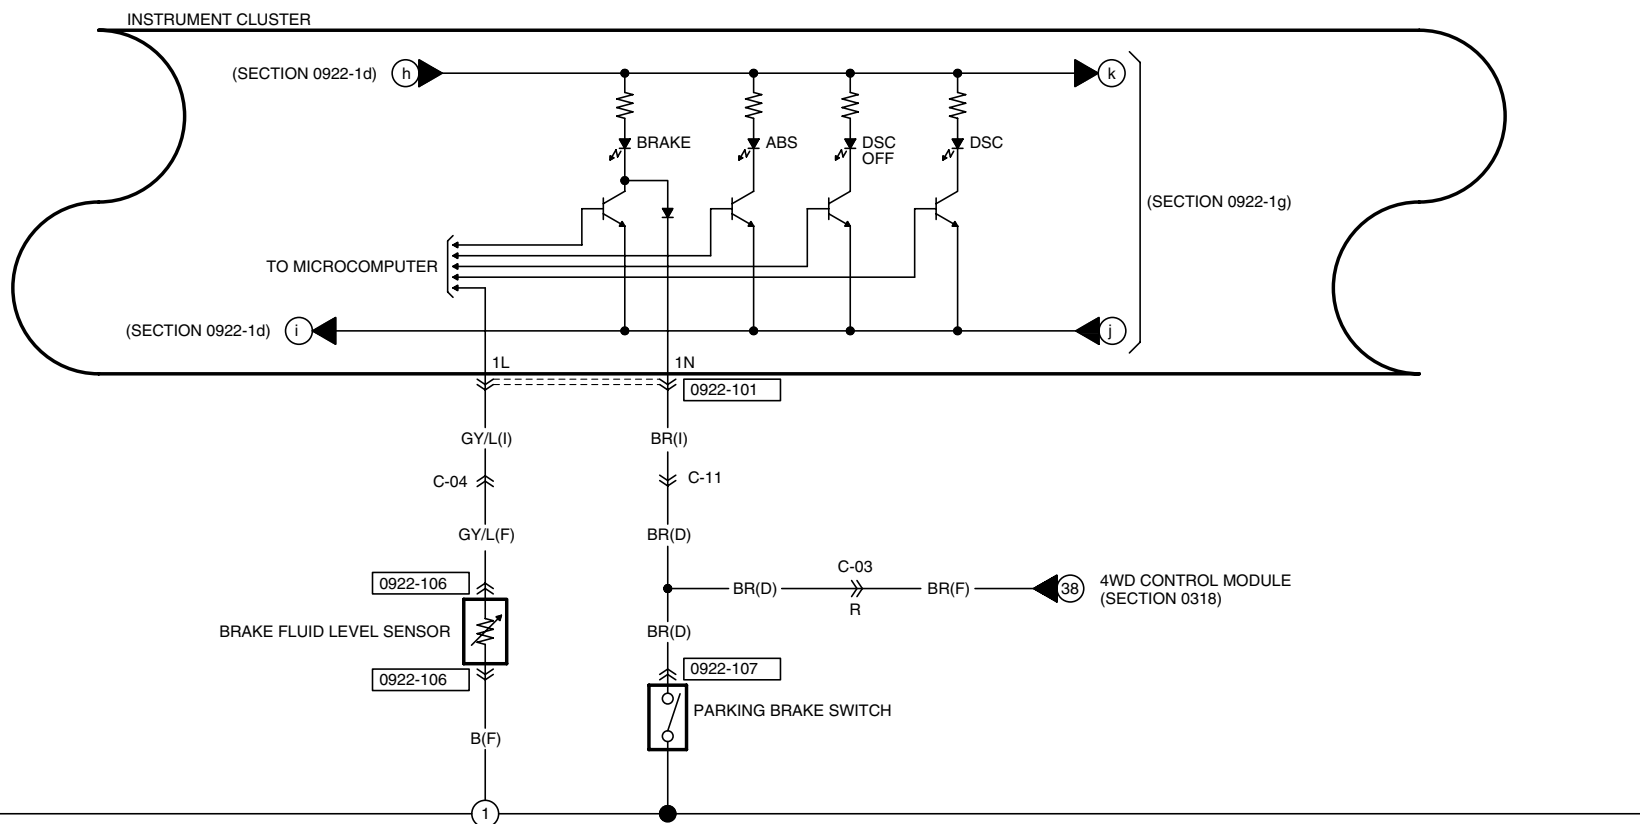 INSTRUMENT CLUSTER
(SECTION 0922-1d) h k
BRAKE ABS DSC OFF DSC
(SECTION 0922-1g)
TO MICROCOMPUTER
(SECTION 0922-1d) i j
1L 1N
0922-101
GY/L(I) BR(I)
C-04 C-11
GY/L(F) BR(D)
C-03
0922-106 BR(D) BR(F) 38 4WD CONTROL MODULE
R (SECTION 0318)
BRAKE FLUID LEVEL SENSOR BR(D)
0922-106 0922-107
PARKING BRAKE SWITCH
B(F)
1